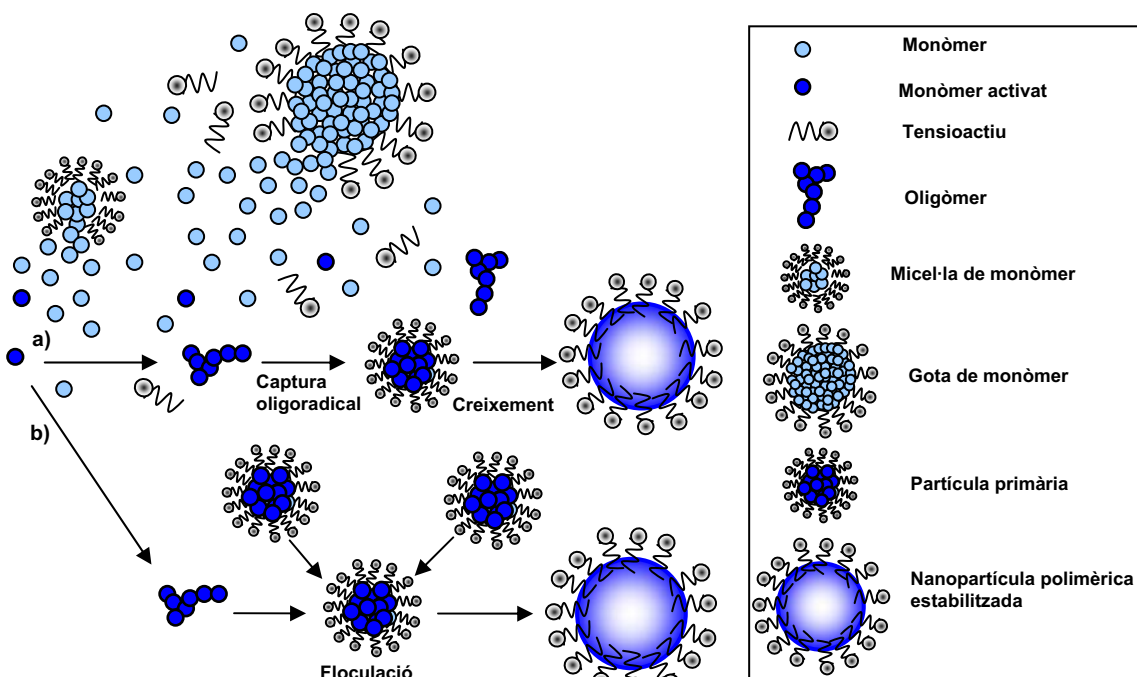 a)
Captura
oligoradical
Creixement
b)
Floculació
Monòmer
Monòmer activat
Tensioactiu
Oligòmer
Micel·la de monòmer
Gota de monòmer
Partícula primària
Nanopartícula polimèrica
estabilitzada